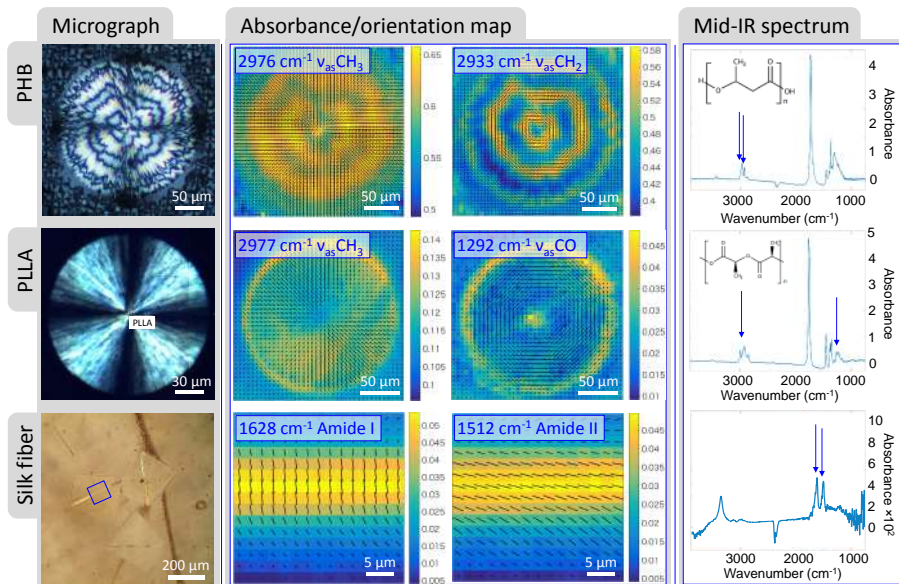 Micrograph
Absorbance/orientation map
Mid-IR spectrum
PHB
50 µm
2976 cm⁻¹ νasCH₃
0.65
0.6
0.55
0.5
50 µm
2933 cm⁻¹ νasCH₂
0.58
0.56
0.54
0.52
0.50
0.48
0.46
0.44
0.42
0.4
50 µm
CH₃
O
H
O
OH
n
4
3
2
1
0
Absorbance
3000
2000
1000
Wavenumber (cm⁻¹)
PLLA
PLLA
30 µm
2977 cm⁻¹ νasCH₃
0.14
0.135
0.13
0.125
0.12
0.115
0.11
0.105
0.1
50 µm
1292 cm⁻¹ νasCO
0.045
0.04
0.035
0.03
0.025
0.02
0.015
0.01
50 µm
O
O
O
O
CH₃
n
5
4
3
2
1
0
Absorbance
3000
2000
1000
Wavenumber (cm⁻¹)
Silk fiber
200 µm
1628 cm⁻¹ Amide I
0.05
0.045
0.04
0.035
0.03
0.025
0.02
0.015
0.01
0.005
5 µm
1512 cm⁻¹ Amide II
0.045
0.04
0.035
0.03
0.025
0.02
0.015
0.01
0.005
5 µm
10
8
6
4
2
0
Absorbance ×10²
3000
2000
1000
Wavenumber (cm⁻¹)